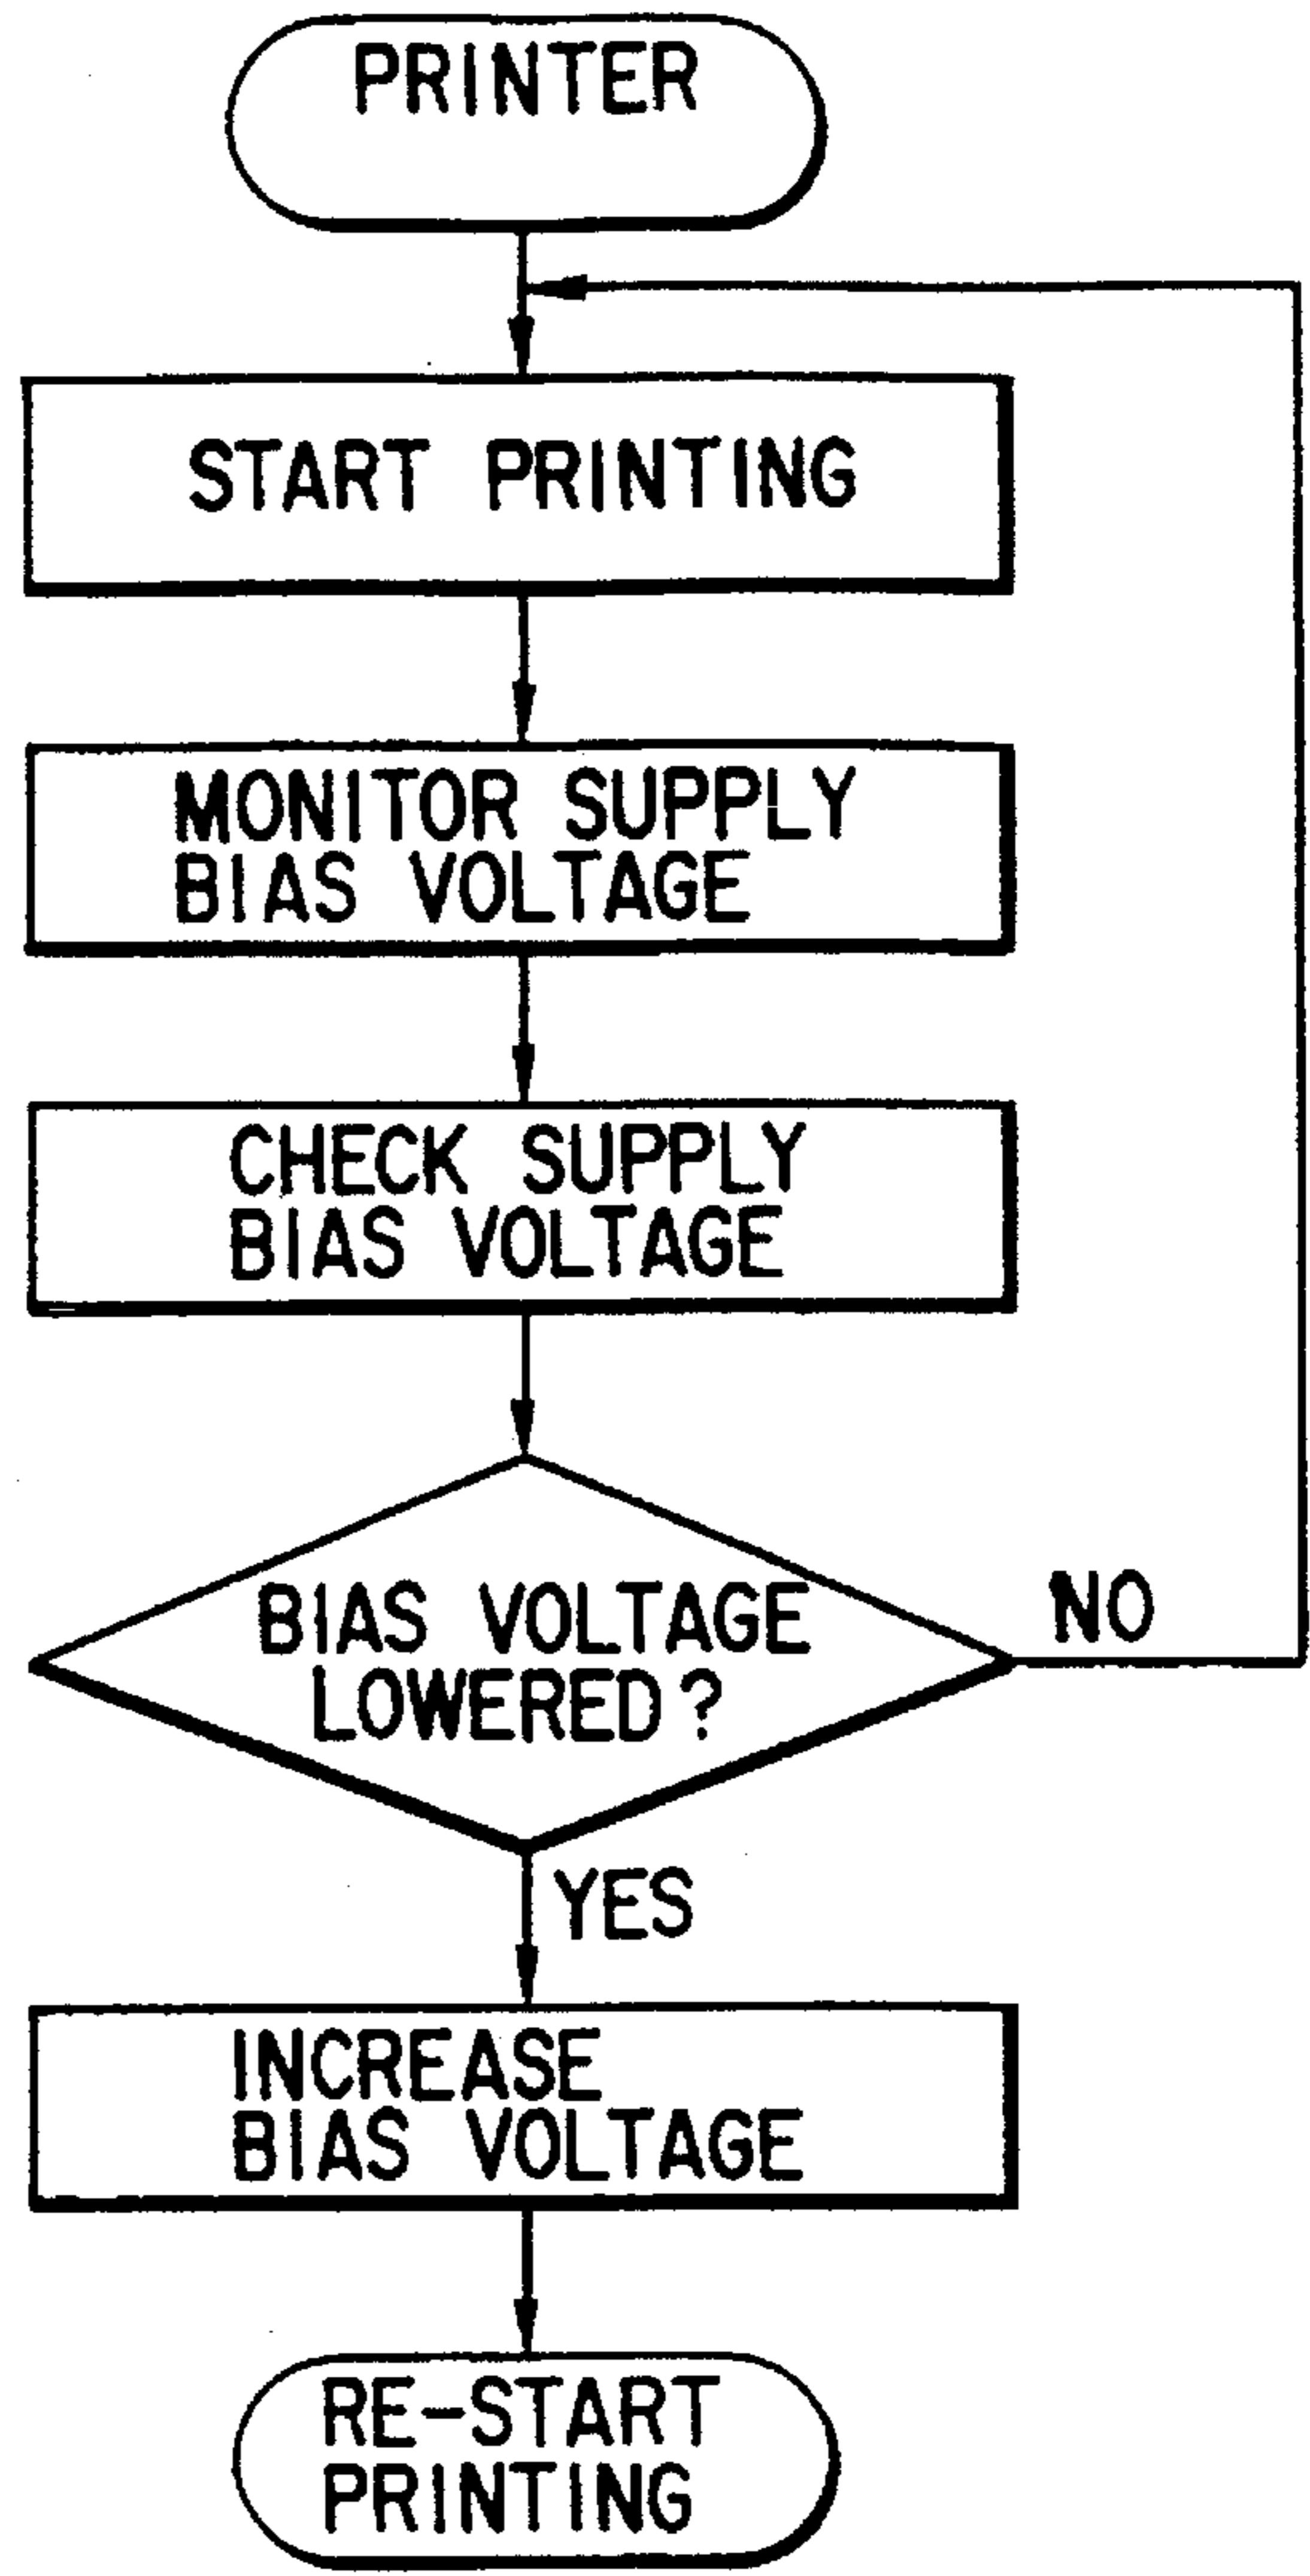 PRINTER
START PRINTING
MONITOR SUPPLY
BIAS VOLTAGE
CHECK SUPPLY
BIAS VOLTAGE
BIAS VOLTAGE
LOWERED?
NO
YES
INCREASE
BIAS VOLTAGE
RE-START
PRINTING